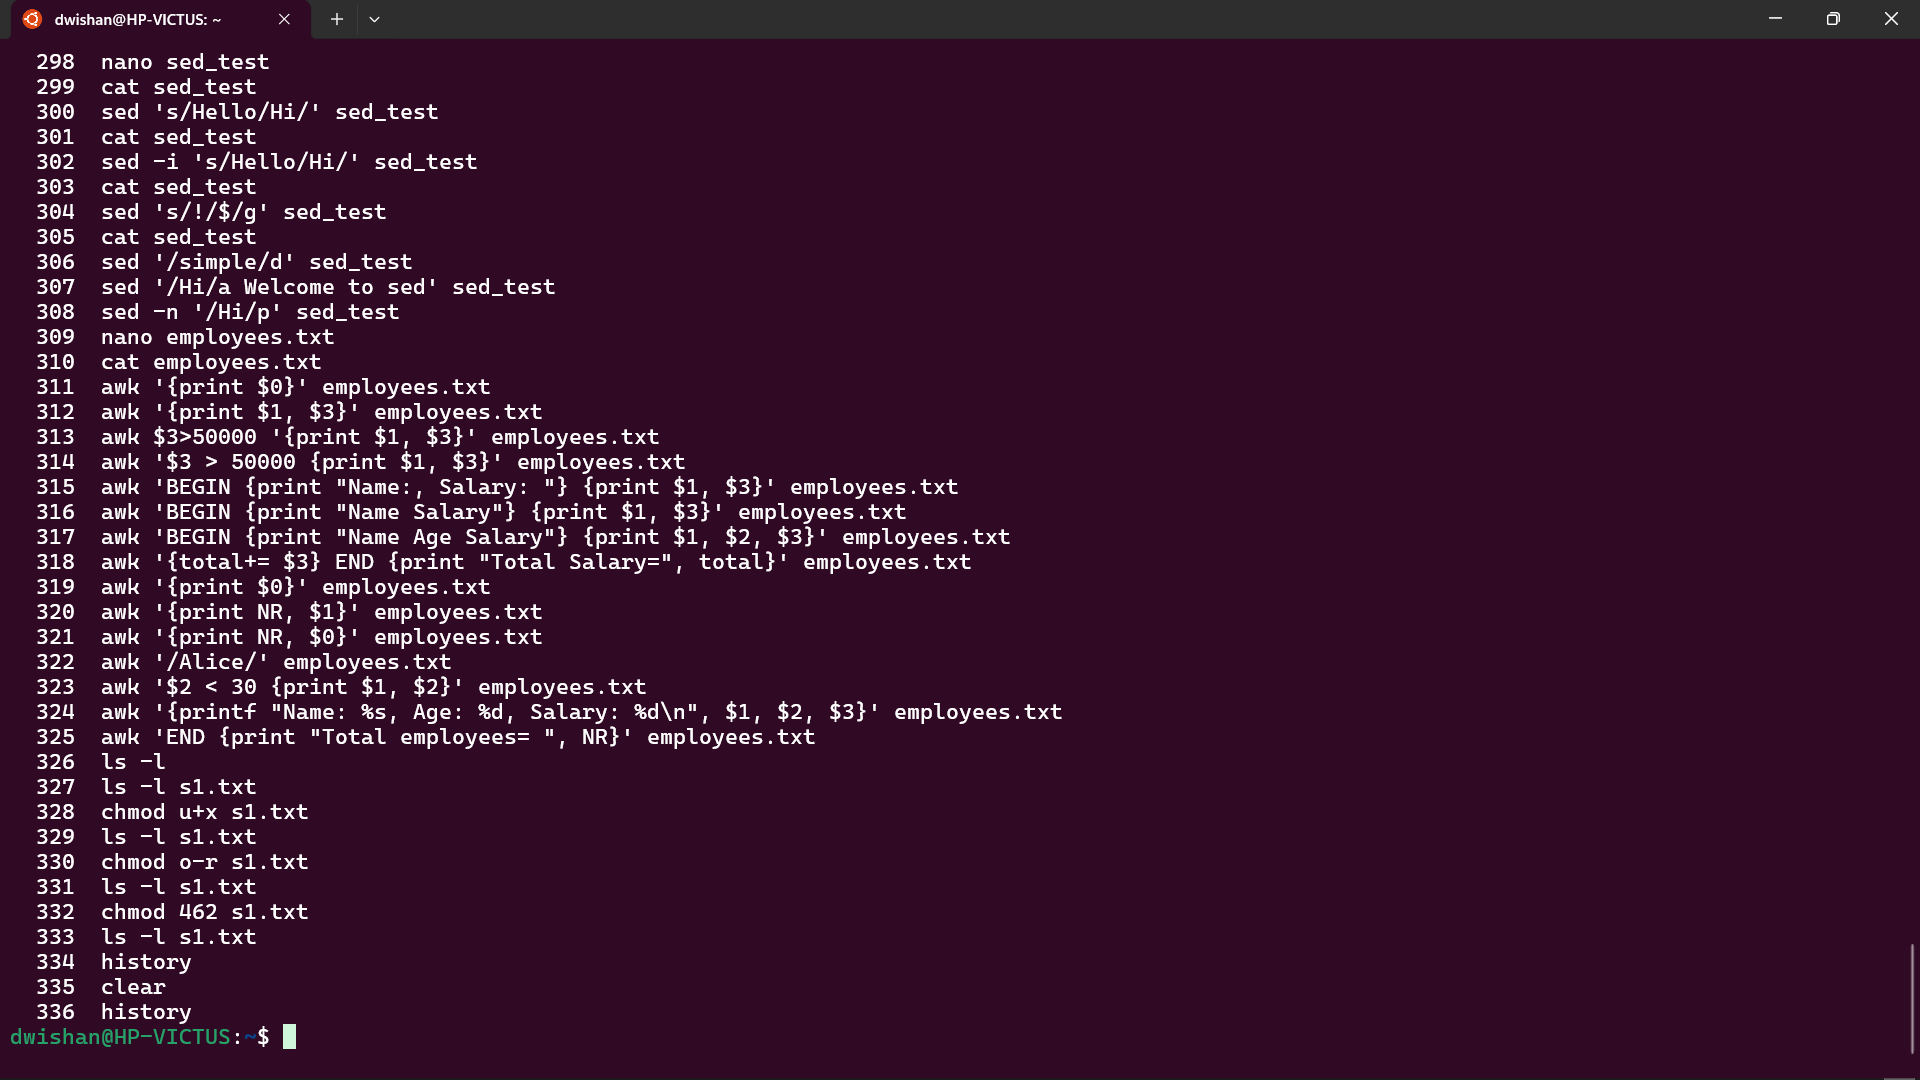 dwishan@HP-VICTUS: ~
298 nano sed_test
299 cat sed_test
300 sed 's/Hello/Hi/' sed_test
301 cat sed_test
302 sed -i 's/Hello/Hi/' sed_test
303 cat sed_test
304 sed 's/!/$/g' sed_test
305 cat sed_test
306 sed '/simple/d' sed_test
307 sed '/Hi/a Welcome to sed' sed_test
308 sed -n '/Hi/p' sed_test
309 nano employees.txt
310 cat employees.txt
311 awk '{print $0}' employees.txt
312 awk '{print $1, $3}' employees.txt
313 awk $3>50000 '{print $1, $3}' employees.txt
314 awk '$3 > 50000 {print $1, $3}' employees.txt
315 awk 'BEGIN {print "Name:, Salary: "} {print $1, $3}' employees.txt
316 awk 'BEGIN {print "Name Salary"} {print $1, $3}' employees.txt
317 awk 'BEGIN {print "Name Age Salary"} {print $1, $2, $3}' employees.txt
318 awk '{total+= $3} END {print "Total Salary=", total}' employees.txt
319 awk '{print $0}' employees.txt
320 awk '{print NR, $1}' employees.txt
321 awk '{print NR, $0}' employees.txt
322 awk '/Alice/' employees.txt
323 awk '$2 < 30 {print $1, $2}' employees.txt
324 awk '{printf "Name: %s, Age: %d, Salary: %d\n", $1, $2, $3}' employees.txt
325 awk 'END {print "Total employees= ", NR}' employees.txt
326 ls -l
327 ls -l s1.txt
328 chmod u+x s1.txt
329 ls -l s1.txt
330 chmod o-r s1.txt
331 ls -l s1.txt
332 chmod 462 s1.txt
333 ls -l s1.txt
334 history
335 clear
336 history
dwishan@HP-VICTUS:~$